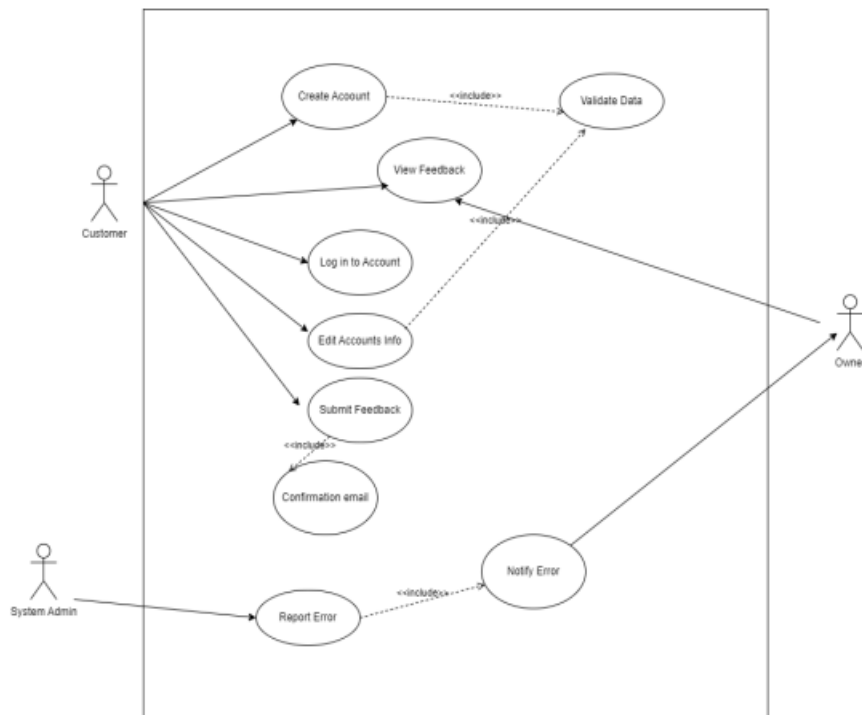 Create Acoount
<<include>>
Validate Data
View Feedback
<<include>>
Customer
Log in to Account
Edit Accounts Info
Owne
Submit Feedback
<<include>>
Confirmation email
Notify Error
<<include>>
System Admin
Report Error